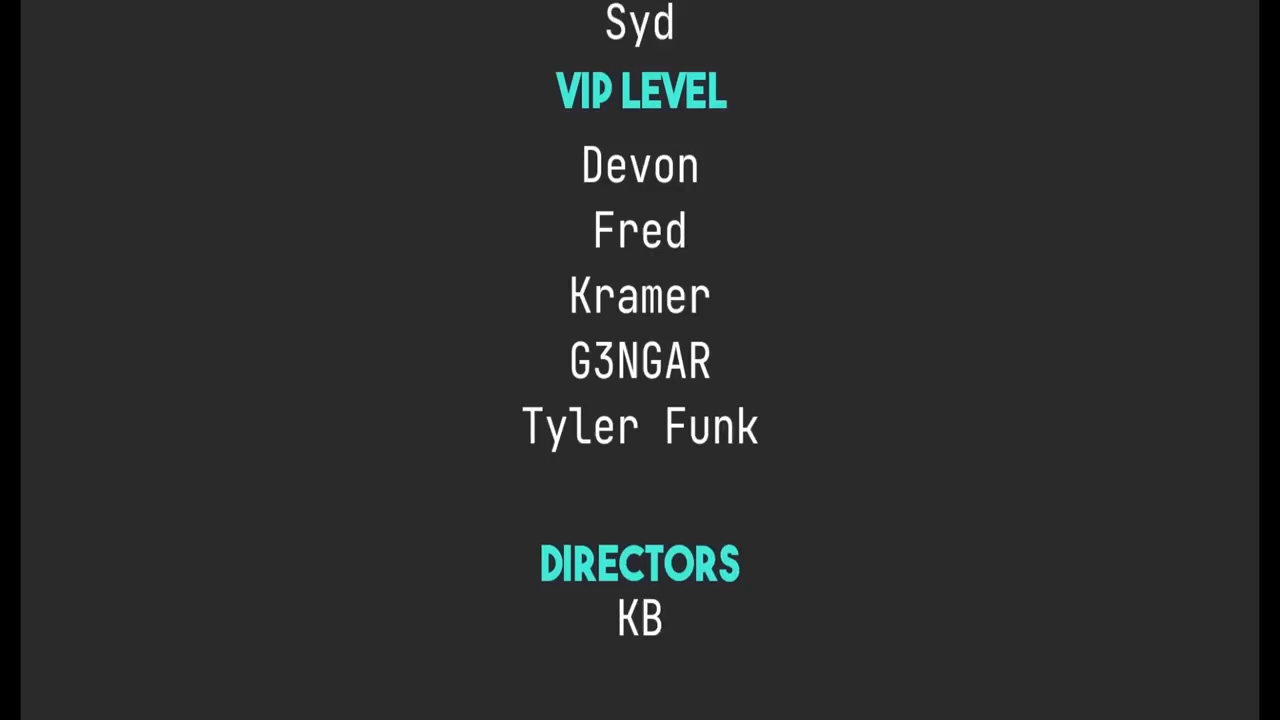 Syd
VIP LEVEL
Devon
Fred
Kramer
G3NGAR
Tyler Funk
DIRECTORS
KB